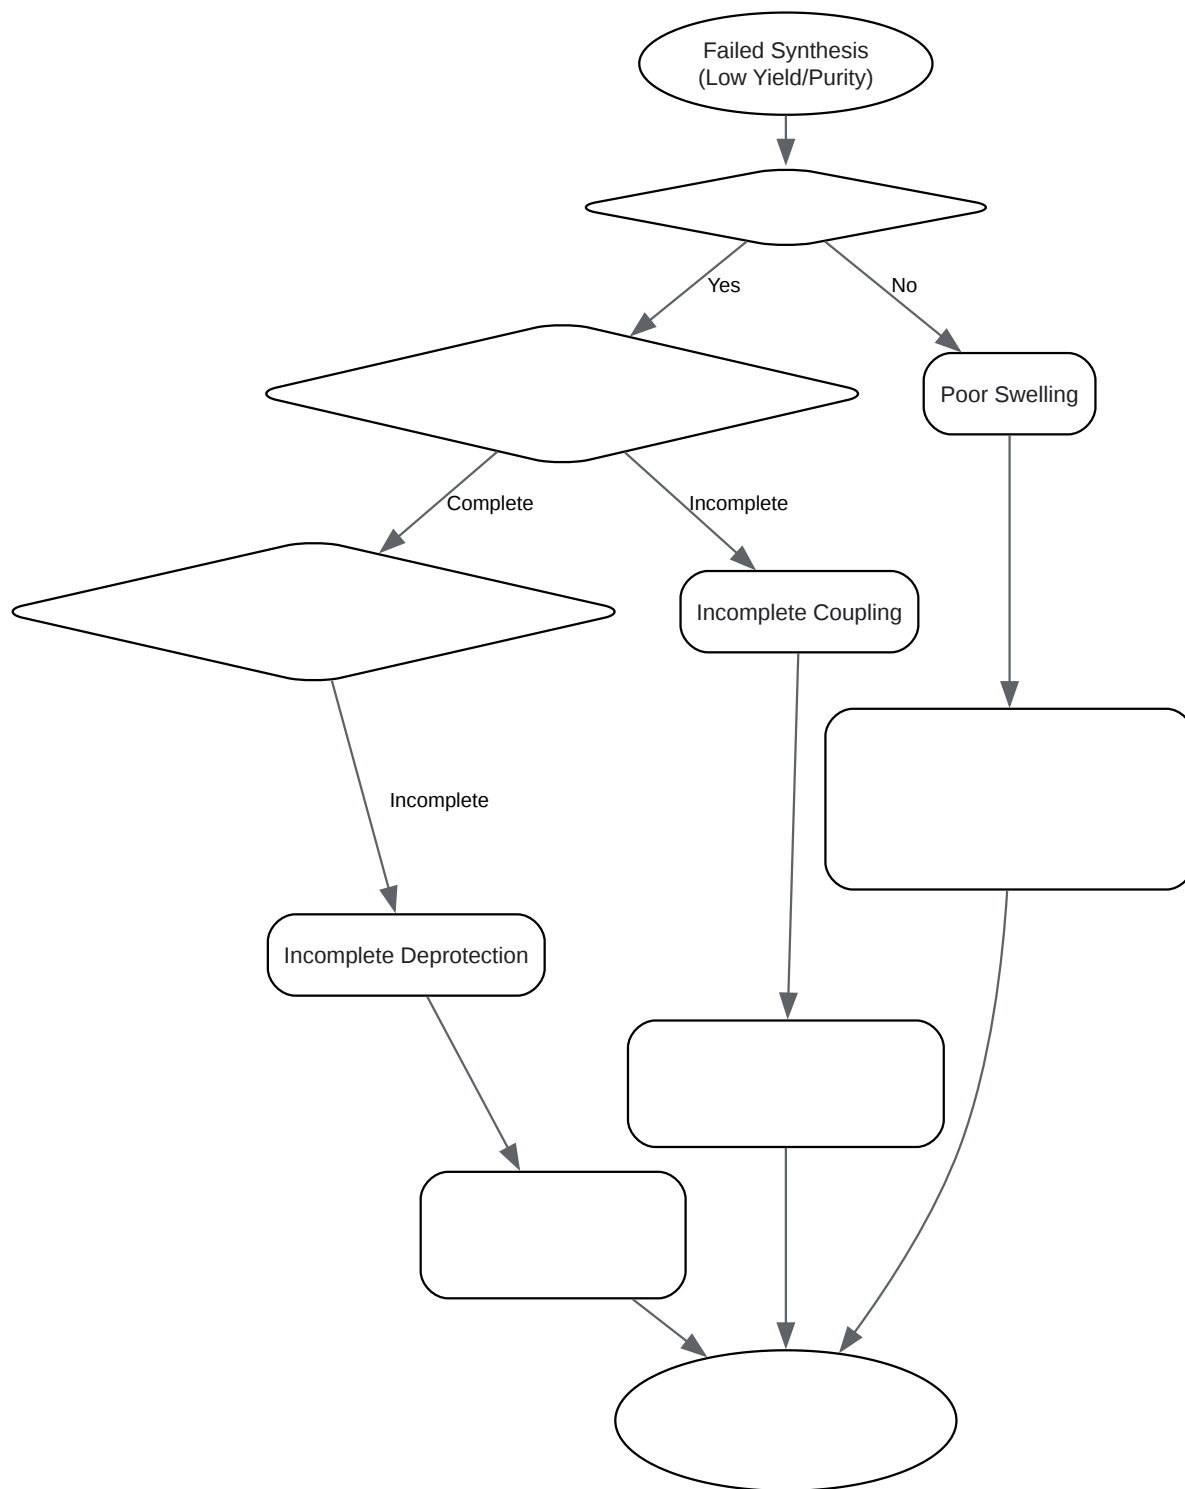 Failed Synthesis
(Low Yield/Purity)
Yes
No
Poor Swelling
Complete
Incomplete
Incomplete Coupling
Incomplete
Incomplete Deprotection